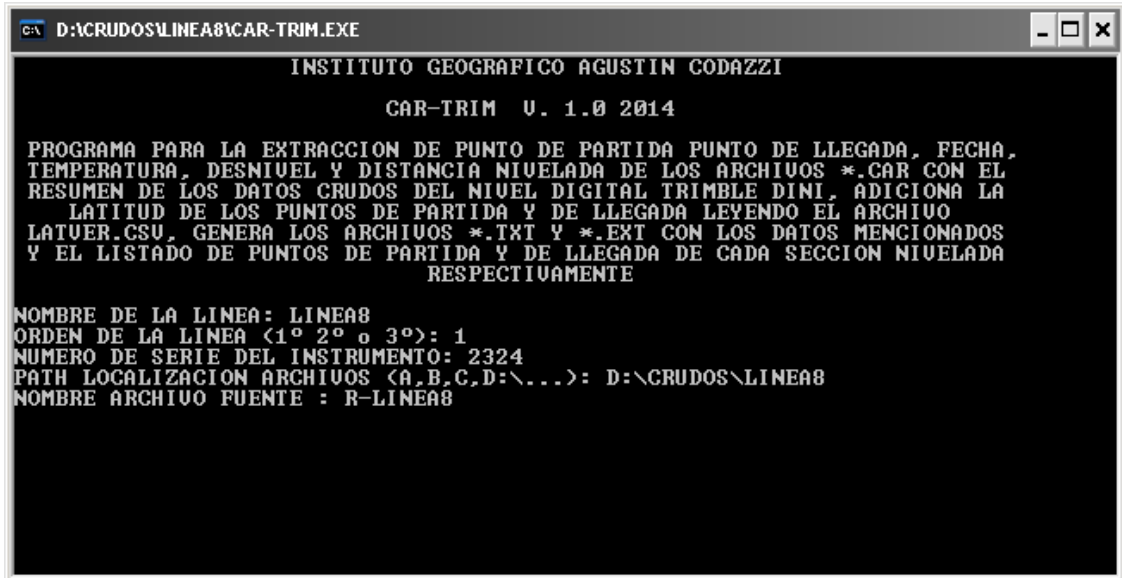 D:\CRUDOS\LINEA8\CAR-TRIM.EXE
INSTITUTO GEOGRAFICO AGUSTIN CODAZZI
CAR-TRIM V. 1.0 2014
PROGRAMA PARA LA EXTRACCION DE PUNTO DE PARTIDA PUNTO DE LLEGADA, FECHA,
TEMPERATURA, DESNIVEL Y DISTANCIA NIVELADA DE LOS ARCHIVOS *.CAR CON EL
RESUMEN DE LOS DATOS CRUDOS DEL NIVEL DIGITAL TRIMBLE DINI, ADICIONA LA
LATITUD DE LOS PUNTOS DE PARTIDA Y DE LLEGADA LEYENDO EL ARCHIVO
LATVER.CSV, GENERA LOS ARCHIVOS *.TXT Y *.EXT CON LOS DATOS MENCIONADOS
Y EL LISTADO DE PUNTOS DE PARTIDA Y DE LLEGADA DE CADA SECCION NIVELADA
RESPECTIVAMENTE
NOMBRE DE LA LINEA: LINEA8
ORDEN DE LA LINEA (1º 2º o 3º): 1
NUMERO DE SERIE DEL INSTRUMENTO: 2324
PATH LOCALIZACION ARCHIVOS (A,B,C,D:\...): D:\CRUDOS\LINEA8
NOMBRE ARCHIVO FUENTE : R-LINEA8